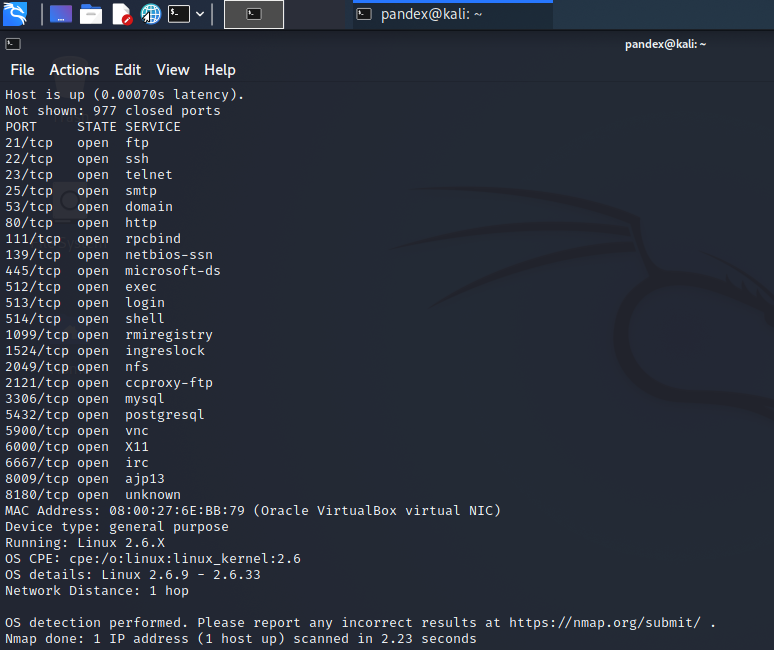 pandex@kali: ~
pandex@kali: ~
File Actions Edit View Help
Host is up (0.00070s latency).
Not shown: 977 closed ports
PORT     STATE SERVICE
21/tcp   open  ftp
22/tcp   open  ssh
23/tcp   open  telnet
25/tcp   open  smtp
53/tcp   open  domain
80/tcp   open  http
111/tcp  open  rpcbind
139/tcp  open  netbios-ssn
445/tcp  open  microsoft-ds
512/tcp  open  exec
513/tcp  open  login
514/tcp  open  shell
1099/tcp open  rmiregistry
1524/tcp open  ingreslock
2049/tcp open  nfs
2121/tcp open  ccproxy-ftp
3306/tcp open  mysql
5432/tcp open  postgresql
5900/tcp open  vnc
6000/tcp open  X11
6667/tcp open  irc
8009/tcp open  ajp13
8180/tcp open  unknown
MAC Address: 08:00:27:6E:BB:79 (Oracle VirtualBox virtual NIC)
Device type: general purpose
Running: Linux 2.6.X
OS CPE: cpe:/o:linux:linux_kernel:2.6
OS details: Linux 2.6.9 - 2.6.33
Network Distance: 1 hop
OS detection performed. Please report any incorrect results at https://nmap.org/submit/ .
Nmap done: 1 IP address (1 host up) scanned in 2.23 seconds